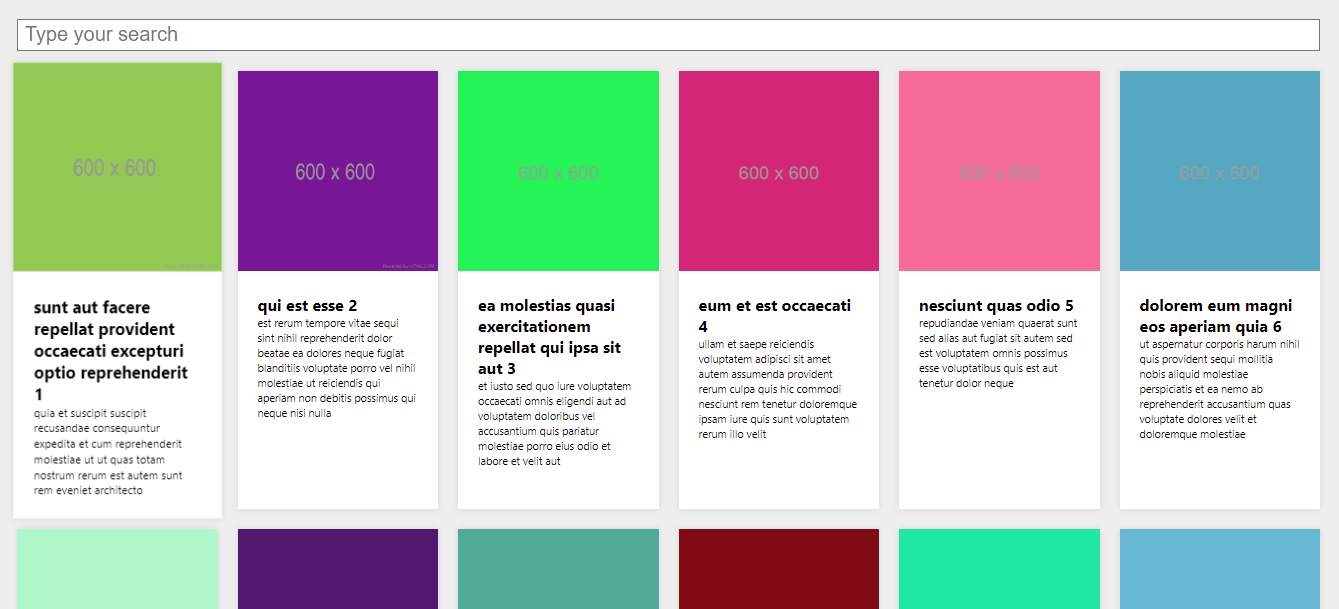 Type your search
600 x 600
600 x 600
600 x 600
600 x 600
600 x 600
600 x 600
Powered by HTML.COM
sunt aut facere
repellat provident
occaecati excepturi
optio reprehenderit
1
quia et suscipit suscipit
recusandae consequuntur
expedita et cum reprehenderit
molestiae ut ut quas totam
nostrum rerum est autem sunt
rem eveniet architecto
qui est esse 2
est rerum tempore vitae sequi
sint nihil reprehenderit dolor
beatae ea dolores neque fugiat
blanditiis voluptate porro vel nihil
molestiae ut reiciendis qui
aperiam non debitis possimus qui
neque nisi nulla
ea molestias quasi
exercitationem
repellat qui ipsa sit
aut 3
et iusto sed quo iure voluptatem
occaecati omnis eligendi aut ad
voluptatem doloribus vel
accusantium quis pariatur
molestiae porro eius odio et
labore et velit aut
eum et est occaecati
4
ullam et saepe reiciendis
voluptatem adipisci sit amet
autem assumenda provident
rerum culpa quis hic commodi
nesciunt rem tenetur doloremque
ipsam iure quis sunt voluptatem
rerum illo velit
nesciunt quas odio 5
repudiandae veniam quaerat sunt
sed alias aut fugiat sit autem sed
est voluptatem omnis possimus
esse voluptatibus quis est aut
tenetur dolor neque
dolorem eum magni
eos aperiam quia 6
ut aspernatur corporis harum nihil
quis provident sequi mollitia
nobis aliquid molestiae
perspiciatis et ea nemo ab
reprehenderit accusantium quas
voluptate dolores velit et
doloremque molestiae